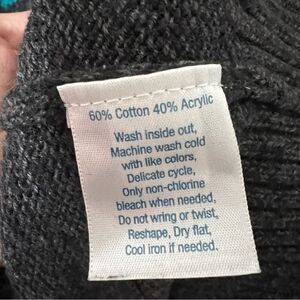 60% Cotton 40% Acrylic
Wash inside out,
Machine wash cold
with like colors,
Delicate cycle,
Only non-chlorine
bleach when needed,
Do not wring or twist,
Reshape, Dry flat,
Cool iron if needed.